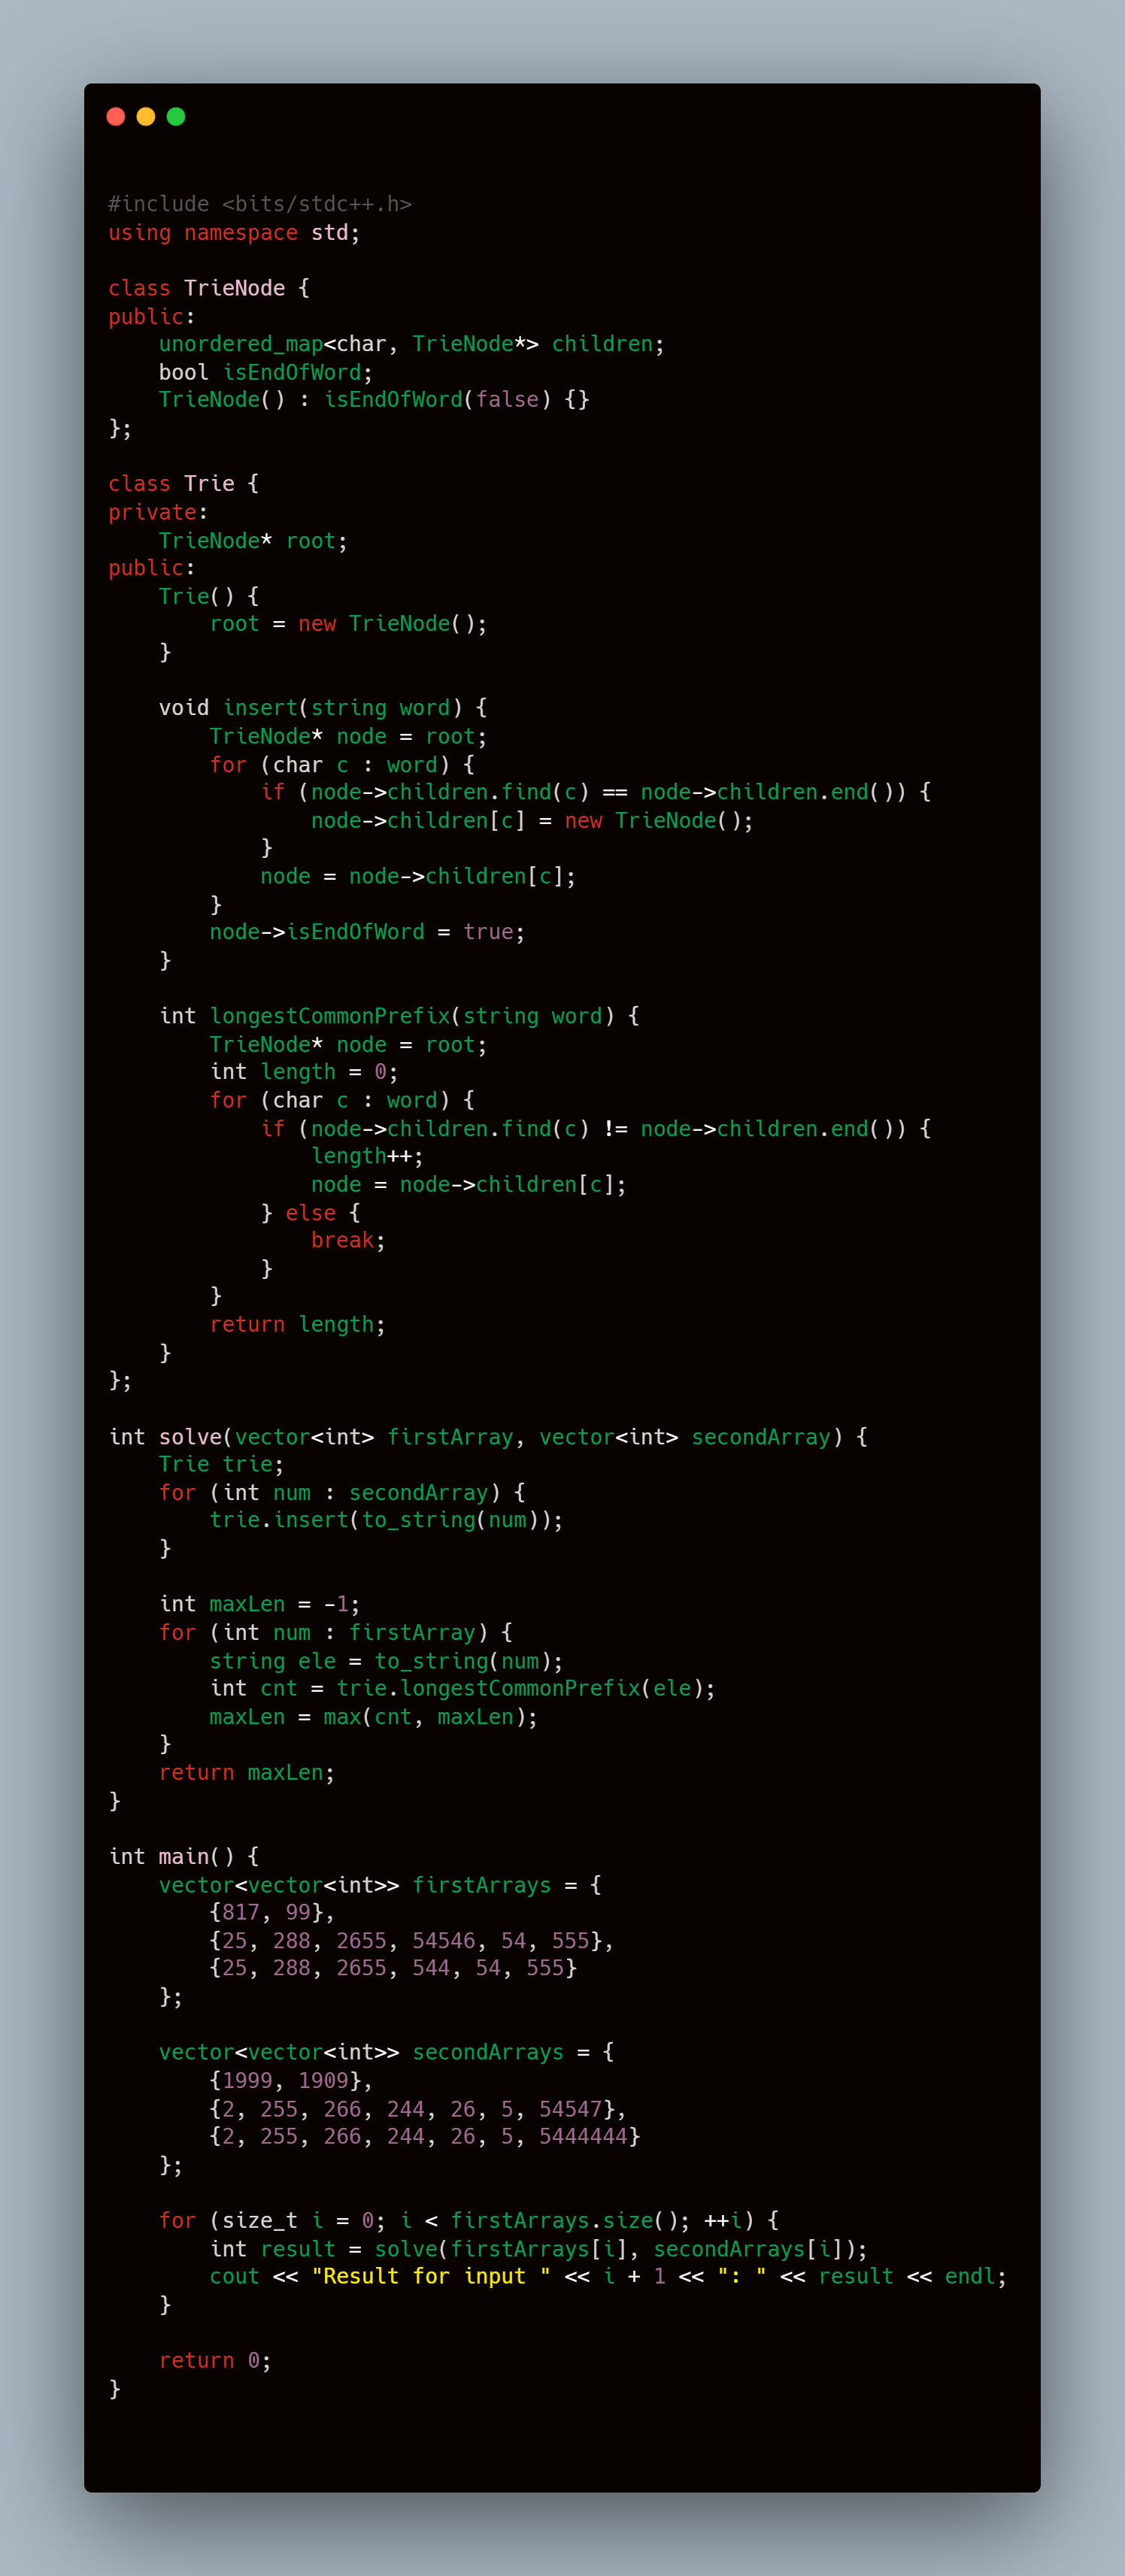 #include <bits/stdc++.h>
using namespace std;

class TrieNode {
public:
    unordered_map<char, TrieNode*> children;
    bool isEndOfWord;
    TrieNode() : isEndOfWord(false) {}
};

class Trie {
private:
    TrieNode* root;
public:
    Trie() {
        root = new TrieNode();
    }

    void insert(string word) {
        TrieNode* node = root;
        for (char c : word) {
            if (node->children.find(c) == node->children.end()) {
                node->children[c] = new TrieNode();
            }
            node = node->children[c];
        }
        node->isEndOfWord = true;
    }

    int longestCommonPrefix(string word) {
        TrieNode* node = root;
        int length = 0;
        for (char c : word) {
            if (node->children.find(c) != node->children.end()) {
                length++;
                node = node->children[c];
            } else {
                break;
            }
        }
        return length;
    }
};

int solve(vector<int> firstArray, vector<int> secondArray) {
    Trie trie;
    for (int num : secondArray) {
        trie.insert(to_string(num));
    }

    int maxLen = -1;
    for (int num : firstArray) {
        string ele = to_string(num);
        int cnt = trie.longestCommonPrefix(ele);
        maxLen = max(cnt, maxLen);
    }
    return maxLen;
}

int main() {
    vector<vector<int>> firstArrays = {
        {817, 99},
        {25, 288, 2655, 54546, 54, 555},
        {25, 288, 2655, 544, 54, 555}
    };

    vector<vector<int>> secondArrays = {
        {1999, 1909},
        {2, 255, 266, 244, 26, 5, 54547},
        {2, 255, 266, 244, 26, 5, 5444444}
    };

    for (size_t i = 0; i < firstArrays.size(); ++i) {
        int result = solve(firstArrays[i], secondArrays[i]);
        cout << "Result for input " << i + 1 << ": " << result << endl;
    }

    return 0;
}